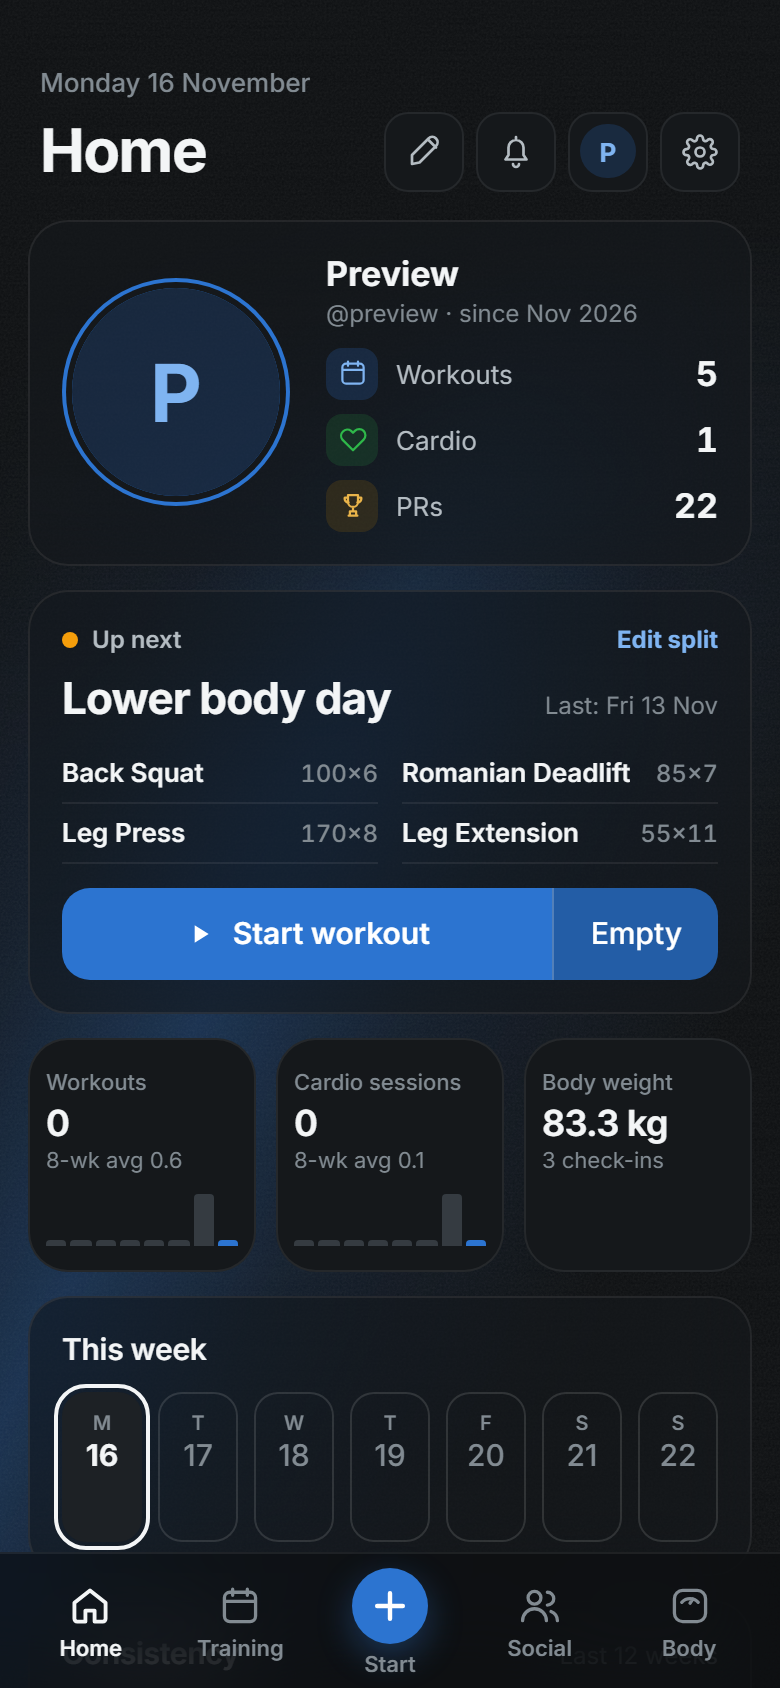 Monday 16 November
Home
P
P
Preview
@preview · since Nov 2026
Workouts 5
Cardio 1
PRs 22
Up next Edit split
Lower body day Last: Fri 13 Nov
Back Squat 100×6 Romanian Deadlift 85×7
Leg Press 170×8 Leg Extension 55×11
Start workout Empty
Workouts
0
8-wk avg 0.6
Cardio sessions
0
8-wk avg 0.1
Body weight
83.3 kg
3 check-ins
This week
M T W T F S S
16 17 18 19 20 21 22
Consistency Last 12 weeks
Home Training Start Social Body